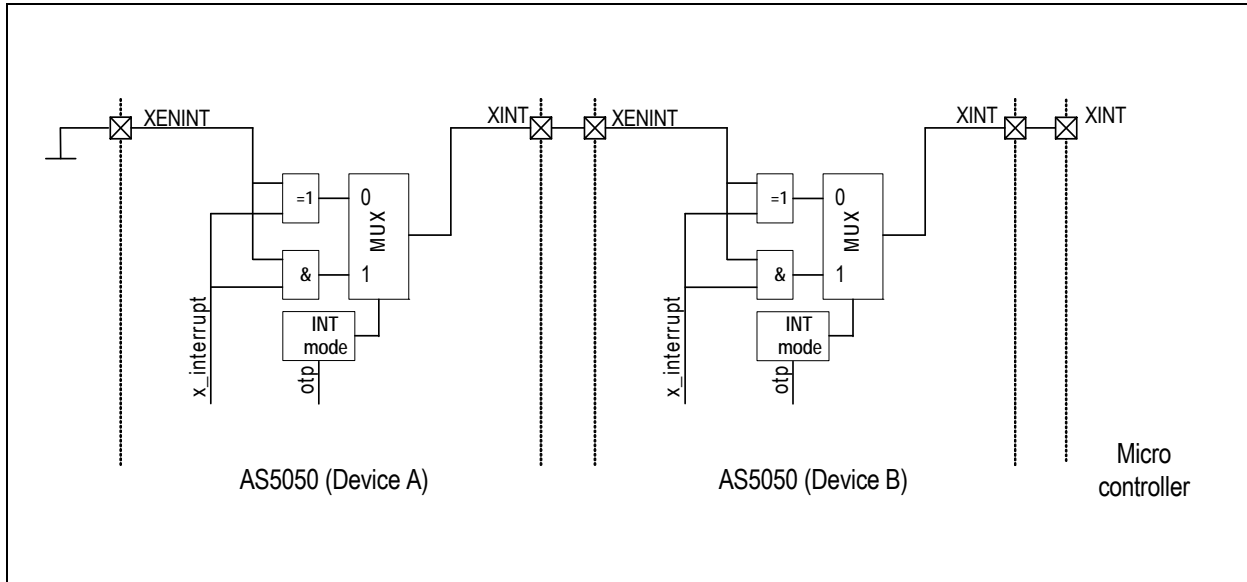 XENINT
XINT
XENINT
XINT
XINT
=1
0
MUX
&
1
INT
mode
x_interrupt
otp
=1
0
MUX
&
1
INT
mode
x_interrupt
otp
AS5050 (Device A)
AS5050 (Device B)
Micro
controller